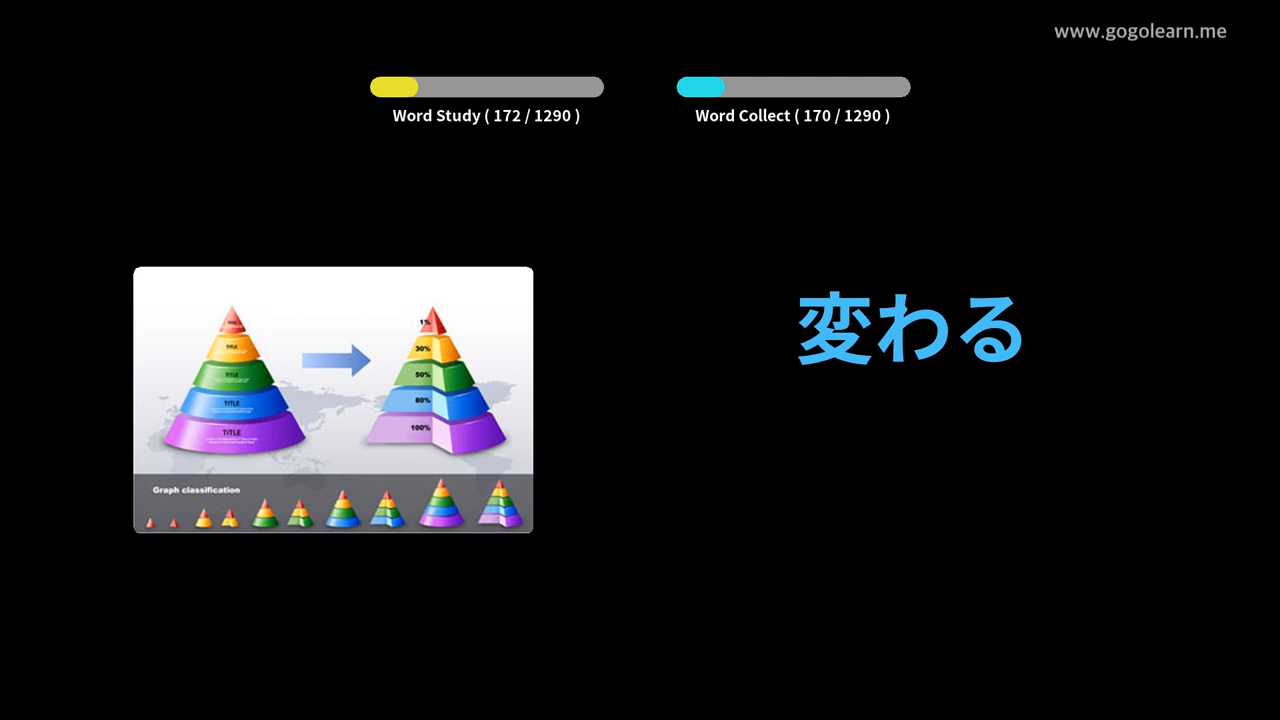 www.gogolearn.me
Word Study ( 172 / 1290 )
Word Collect ( 170 / 1290 )
変わる
TITLE
TITLE
TITLE
TITLE
1%
30%
50%
80%
100%
Graph classification